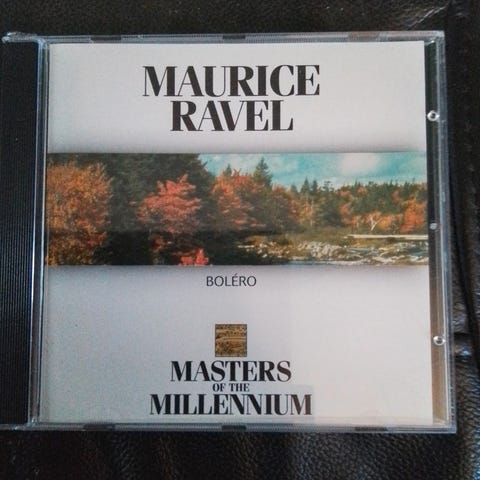 MAURICE
RAVEL
BOLÉRO
MASTERS
OF THE
MILLENNIUM